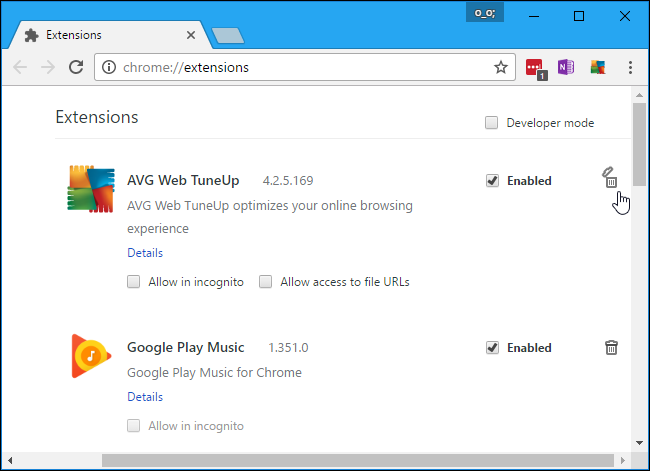 o_o;
Extensions
chrome://extensions
1
N
Extensions
Developer mode
AVG Web TuneUp 4.2.5.169 Enabled
AVG Web TuneUp optimizes your online browsing
experience
Details
Allow in incognito Allow access to file URLs
Google Play Music 1.351.0 Enabled
Google Play Music for Chrome
Details
Allow in incognito